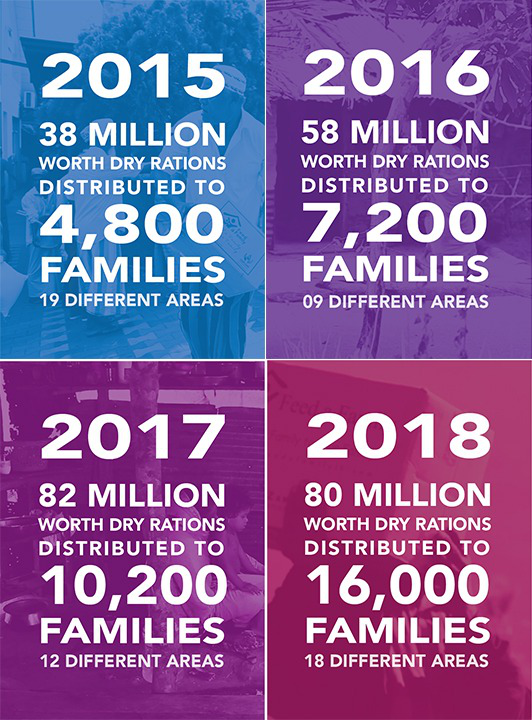 2015
38 MILLION
WORTH DRY RATIONS
DISTRIBUTED TO
4,800
FAMILIES
19 DIFFERENT AREAS
2016
58 MILLION
WORTH DRY RATIONS
DISTRIBUTED TO
7,200
FAMILIES
09 DIFFERENT AREAS
2017
82 MILLION
WORTH DRY RATIONS
DISTRIBUTED TO
10,200
FAMILIES
12 DIFFERENT AREAS
2018
80 MILLION
WORTH DRY RATIONS
DISTRIBUTED TO
16,000
FAMILIES
18 DIFFERENT AREAS